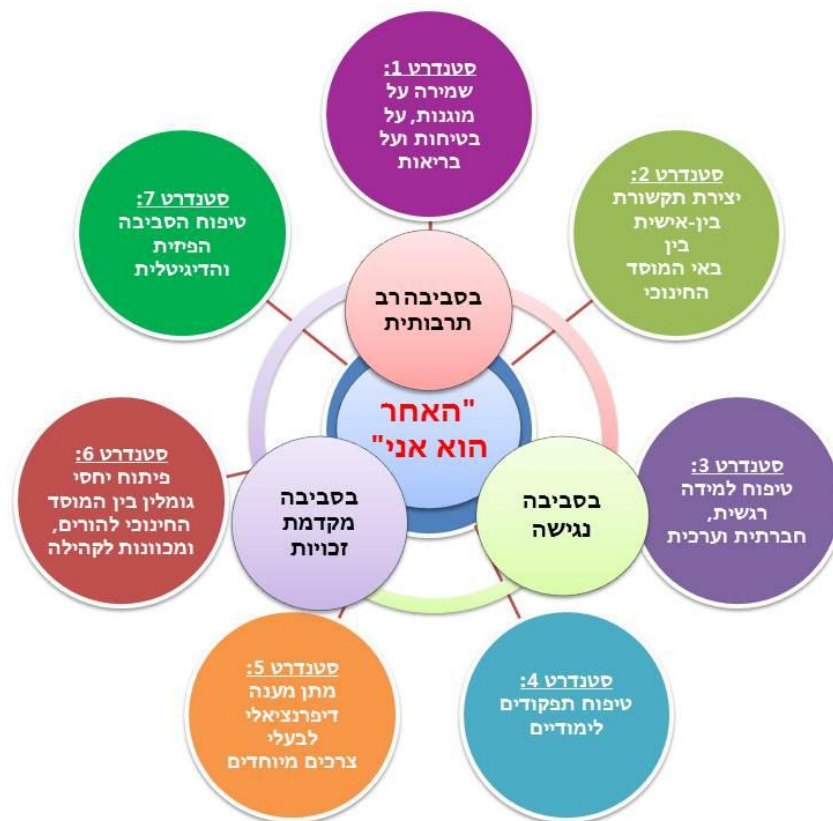 סטנדרט 1:
שמירה על
מוגנות, על
בטיחות ועל
בריאות
סטנדרט 2:
יצירת תקשורת
בין-אישית
בין
באי המוסד
החינוכי
סטנדרט 3:
טיפוח למידה
רגשית,
חברתית וערכית
סטנדרט 4:
טיפוח תפקודים
לימודיים
סטנדרט 5:
מתן מענה
דיפרנציאלי
לבעלי
צרכים מיוחדים
סטנדרט 6:
פיתוח יחסי
גומלין בין המוסד
החינוכי להורים,
ומכוונות לקהילה
סטנדרט 7:
טיפוח הסביבה
הפיזית
והדיגיטלית
בסביבה רב
תרבותית
בסביבה
נגישה
בסביבה
מקדמת
זכויות
"האחר
הוא אני"